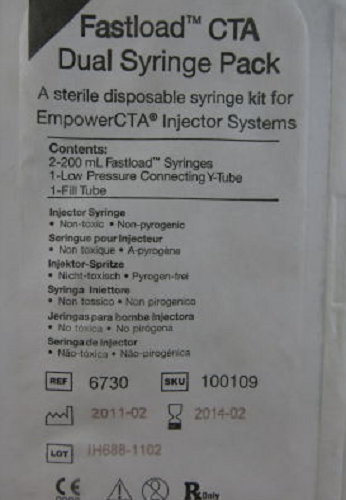 Fastload™ CTA
Dual Syringe Pack
A sterile disposable syringe kit for
EmpowerCTA® Injector Systems
Contents:
2-200 mL Fastload™ Syringes
1-Low Pressure Connecting Y-Tube
1-Fill Tube
Injector Syringe
• Non-toxic • Non-pyrogenic
Seringue pour Injecteur
• Non toxique • A-pyrogène
Injektor-Spritze
• Nicht-toxisch • Pyrogen-frei
Syringa Iniettore
• Non tossico • Non pirogenico
Jeringas para bombe Injectora
• No tóxica • No pirógena
Seringa de injector
• Não-tóxica • Não-pirogénica
REF 6730 SKU 100109
2011-02 2014-02
LOT IH688-1102
CE Rx Only